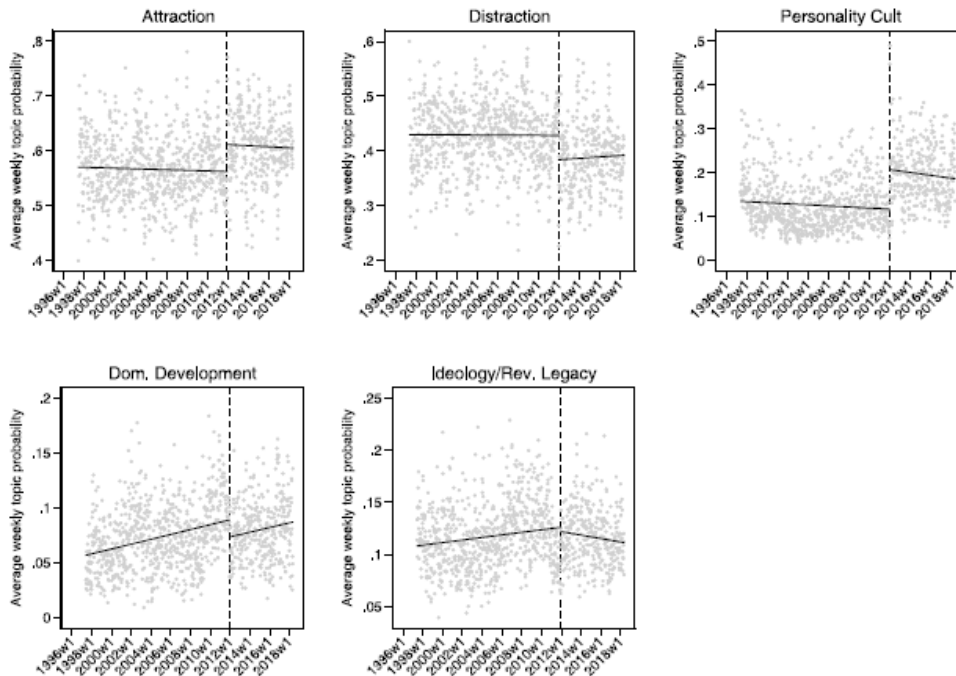 Attraction
Average weekly topic probability
.8
.7
.6
.5
.4
1996w1
1998w1
2000w1
2002w1
2004w1
2006w1
2008w1
2010w1
2012w1
2014w1
2016w1
2018w1
Distraction
Average weekly topic probability
.6
.5
.4
.3
.2
1996w1
1998w1
2000w1
2002w1
2004w1
2006w1
2008w1
2010w1
2012w1
2014w1
2016w1
2018w1
Personality Cult
Average weekly topic probability
.5
.4
.3
.2
.1
0
1996w1
1998w1
2000w1
2002w1
2004w1
2006w1
2008w1
2010w1
2012w1
2014w1
2016w1
2018w1
Dom. Development
Average weekly topic probability
.2
.15
.1
.05
0
1996w1
1998w1
2000w1
2002w1
2004w1
2006w1
2008w1
2010w1
2012w1
2014w1
2016w1
2018w1
Ideology/Rev. Legacy
Average weekly topic probability
.25
.2
.15
.1
.05
1996w1
1998w1
2000w1
2002w1
2004w1
2006w1
2008w1
2010w1
2012w1
2014w1
2016w1
2018w1